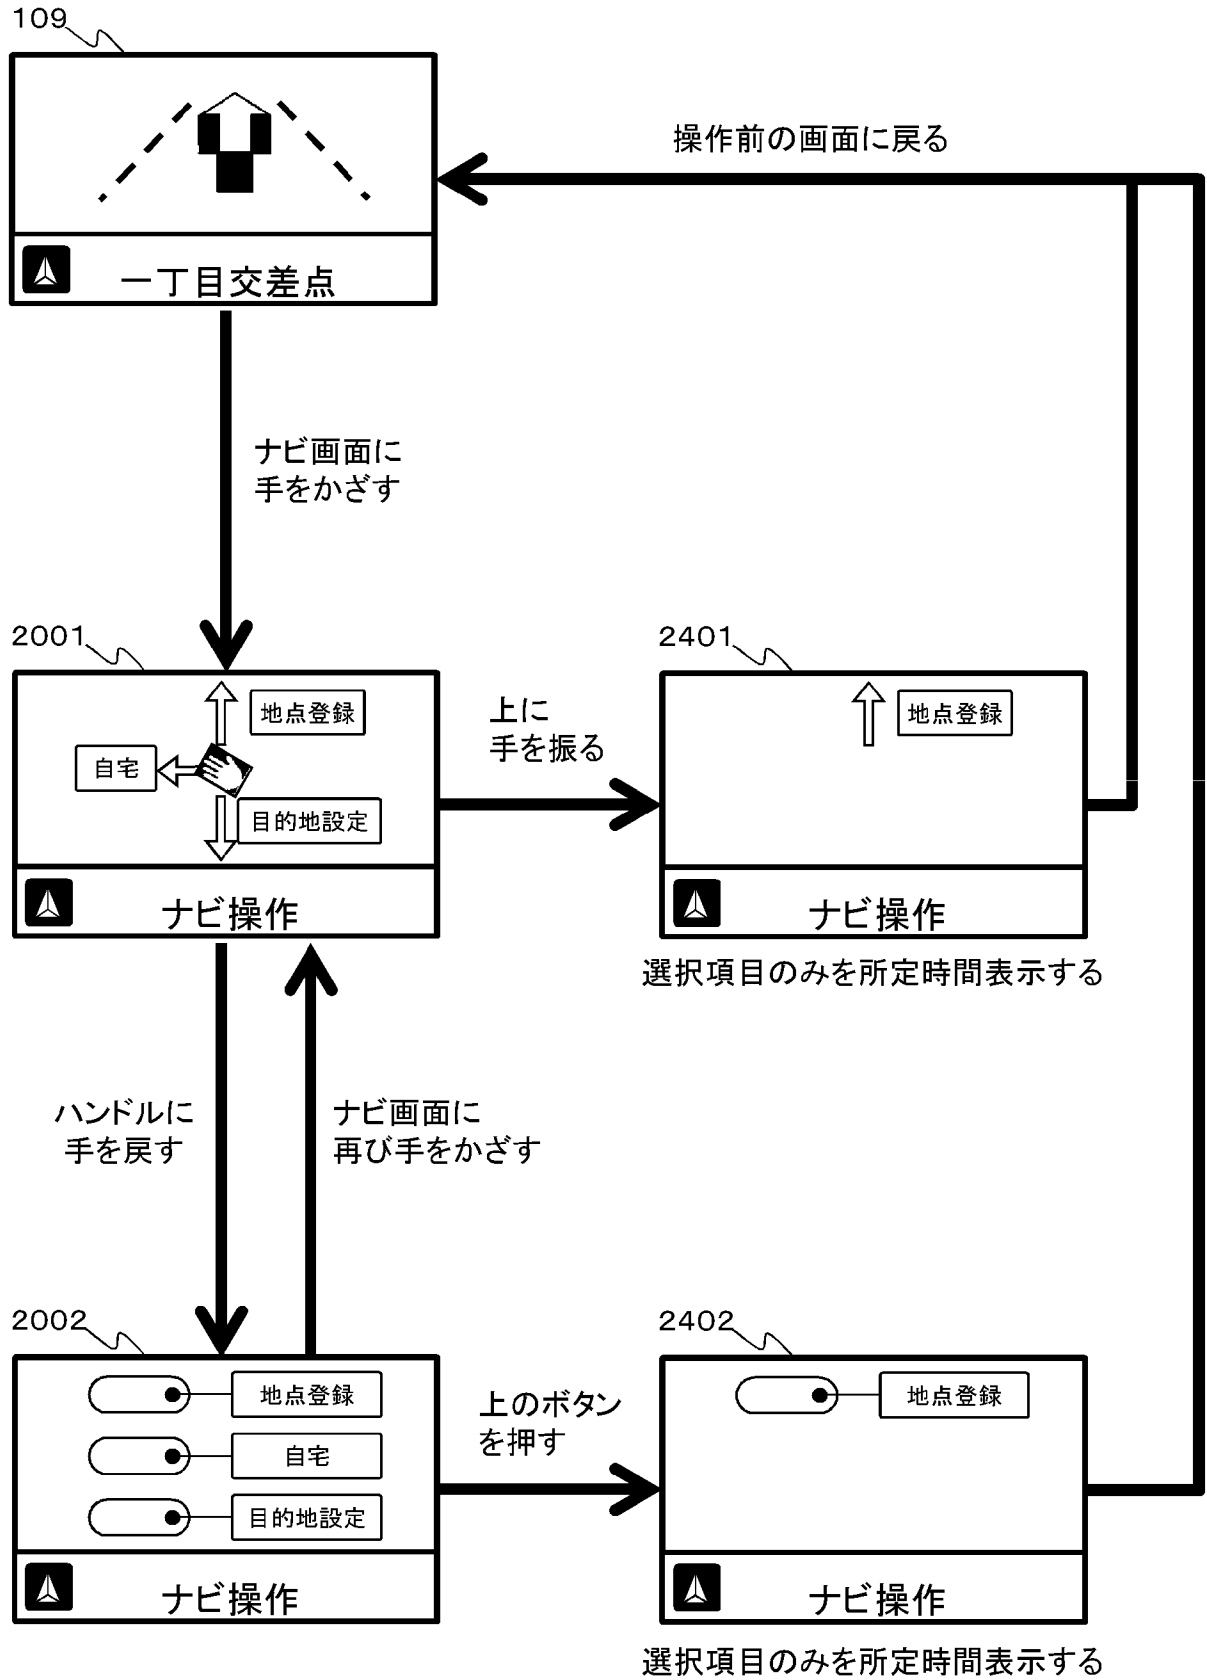 109
一丁目交差点
操作前の画面に戻る
ナビ画面に
手をかざす
2001
地点登録
自宅
目的地設定
ナビ操作
上に
手を振る
2401
地点登録
ナビ操作
選択項目のみを所定時間表示する
ハンドルに
手を戻す
ナビ画面に
再び手をかざす
2002
地点登録
自宅
目的地設定
ナビ操作
上のボタン
を押す
2402
地点登録
ナビ操作
選択項目のみを所定時間表示する